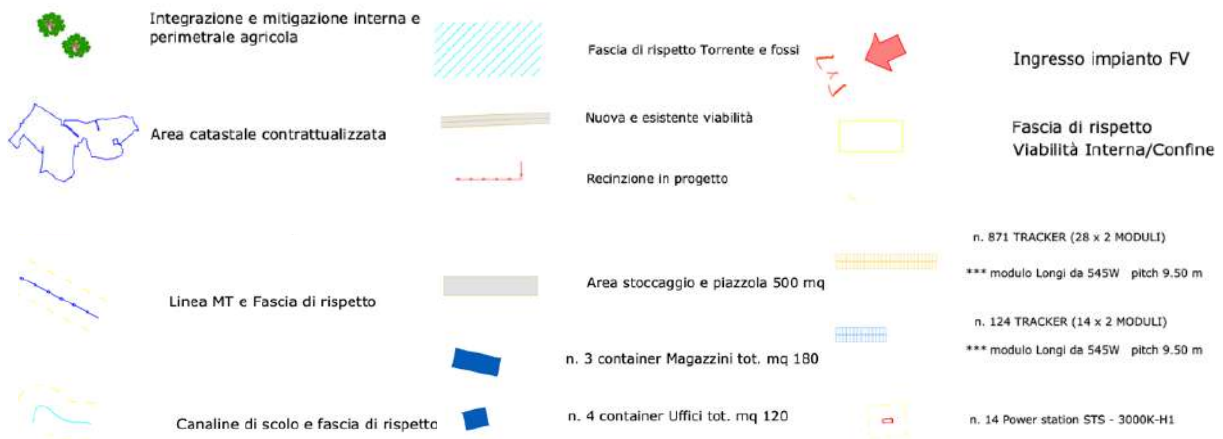 Integrazione e mitigazione interna e
perimetrale agricola
Area catastale contrattualizzata
Linea MT e Fascia di rispetto
Canaline di scolo e fascia di rispetto
Fascia di rispetto Torrente e fossi
Nuova e esistente viabilità
Recinzione in progetto
Area stoccaggio e piazzola 500 mq
n. 3 container Magazzini tot. mq 180
n. 4 container Uffici tot. mq 120
Ingresso impianto FV
Fascia di rispetto
Viabilità Interna/Confine
n. 871 TRACKER (28 x 2 MODULI)
*** modulo Longi da 545W pitch 9.50 m
n. 124 TRACKER (14 x 2 MODULI)
*** modulo Longi da 545W pitch 9.50 m
n. 14 Power station STS - 3000K-H1